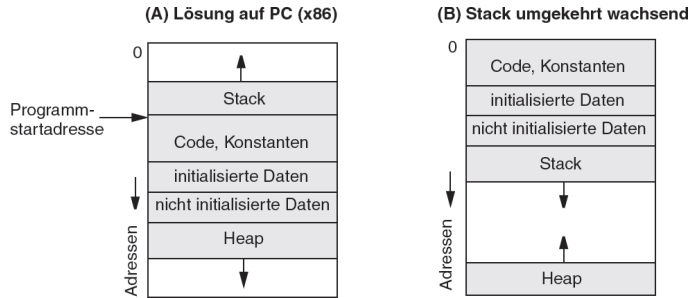 (A) Lösung auf PC (x86)
0
Stack
Programm-
startadresse
Code, Konstanten
initialisierte Daten
nicht initialisierte Daten
Heap
Adressen
(B) Stack umgekehrt wachsend
0
Code, Konstanten
initialisierte Daten
nicht initialisierte Daten
Stack
Adressen
Heap